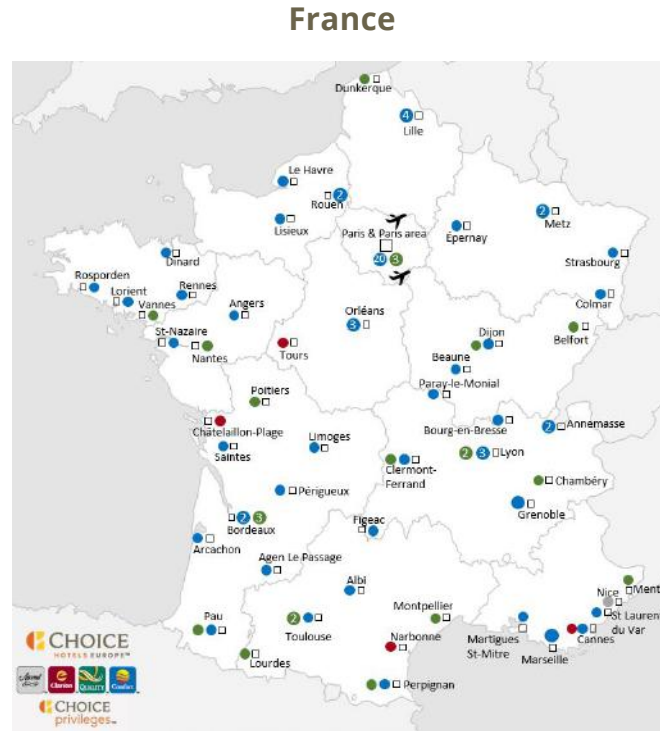 France
Dunkerque
4
Lille
Le Havre
2
Rouen
Lisieux
Paris & Paris area
20 3
Épernay
2
Metz
Strasbourg
Dinard
Rosporden
Lorient
Rennes
Vannes
Angers
Orléans
3
Colmar
St-Nazaire
Nantes
Tours
Dijon
Belfort
Beaune
Poitiers
Paray-le-Monial
Châtelaillon-Plage
Saintes
Limoges
Bourg-en-Bresse
2 Annemasse
2 3 Lyon
Clermont-
Ferrand
Chambéry
Périgueux
Grenoble
2 3
Bordeaux
Figeac
Arcachon
Agen Le Passage
Albi
Nice
Ment
St Lauren
du Var
Pau
2
Toulouse
Montpellier
Narbonne
Martigues
St-Mitre
Cannes
Marseille
Lourdes
Perpignan
CHOICE
HOTELS EUROPE™
Ascend
Clarion
QUALITY
Comfort
CHOICE
privileges™